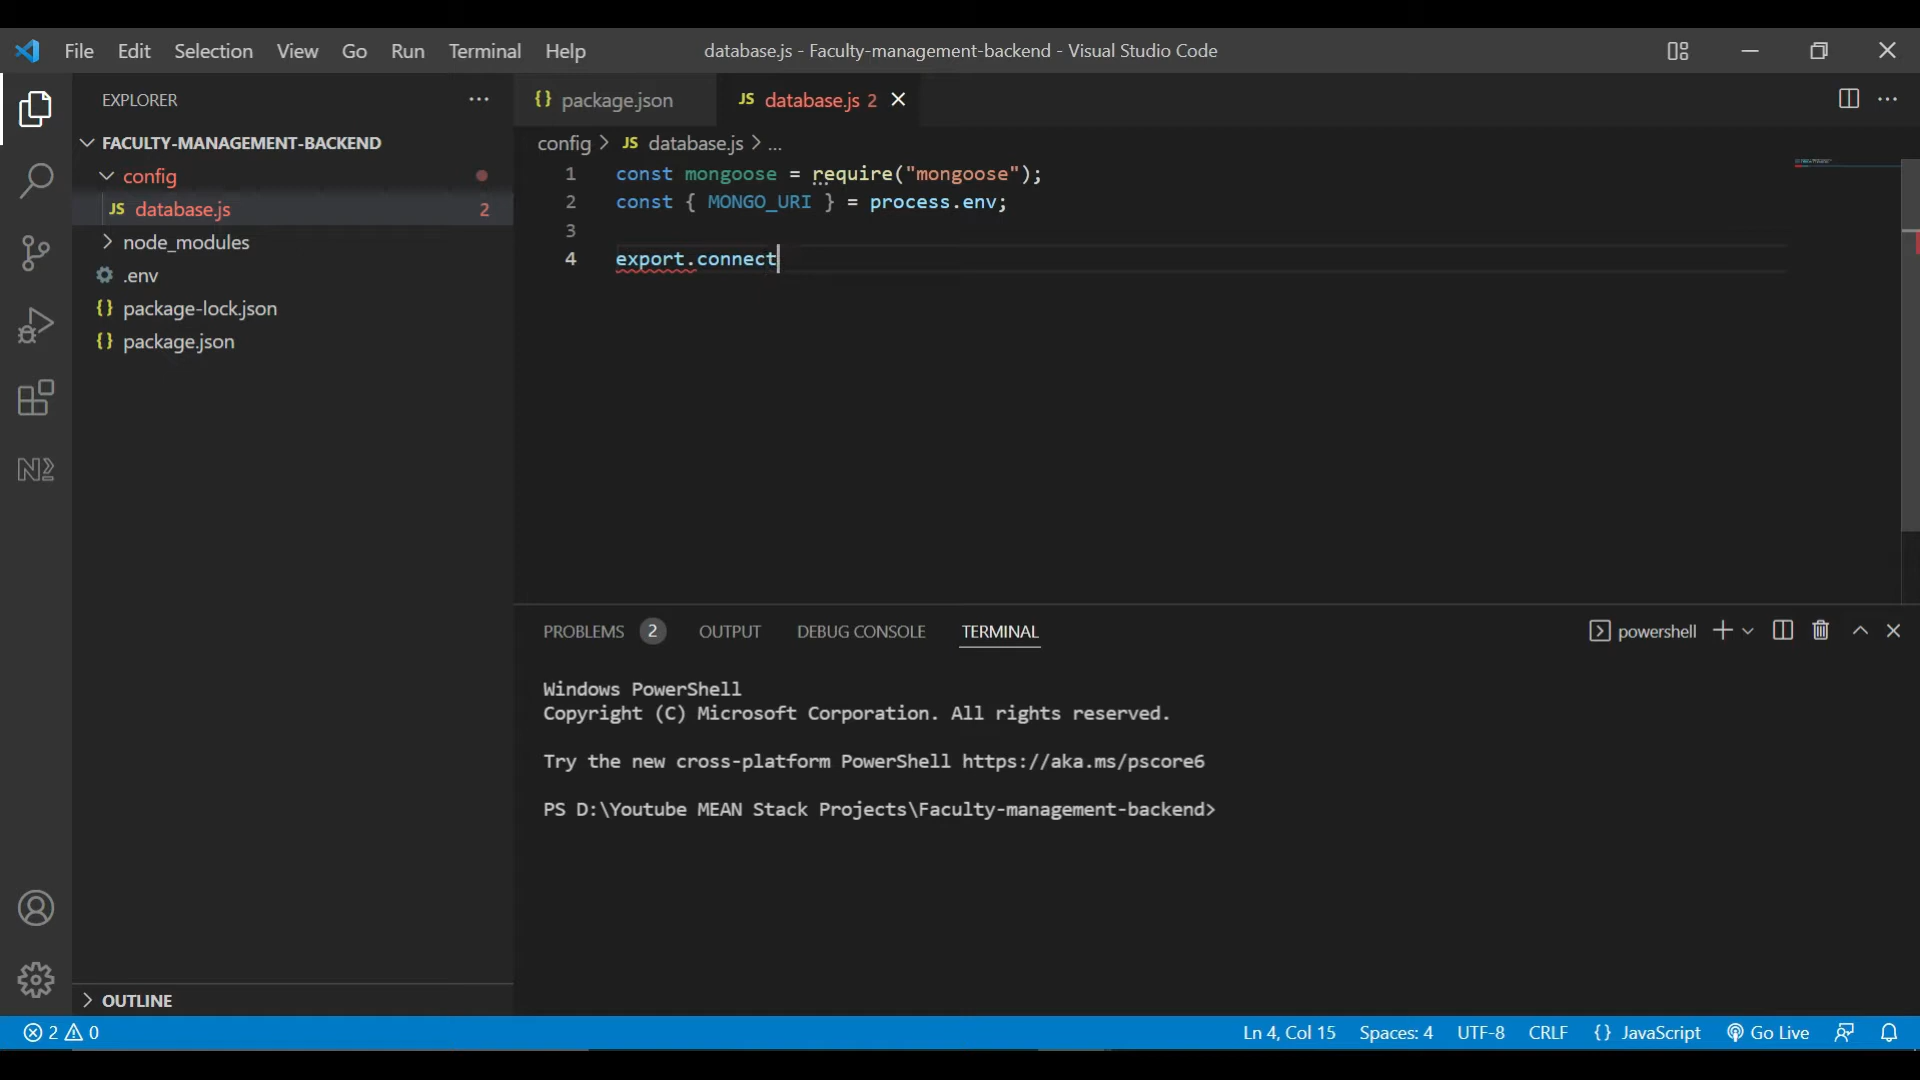 File Edit Selection View Go Run Terminal Help
database.js - Faculty-management-backend - Visual Studio Code
EXPLORER
FACULTY-MANAGEMENT-BACKEND
config
JS database.js 2
node_modules
.env
{} package-lock.json
{} package.json
OUTLINE
{} package.json
JS database.js 2
config > JS database.js > ...
1 const mongoose = require("mongoose");
2 const { MONGO_URI } = process.env;
3
4 export.connect
PROBLEMS 2 OUTPUT DEBUG CONSOLE TERMINAL
powershell
Windows PowerShell
Copyright (C) Microsoft Corporation. All rights reserved.
Try the new cross-platform PowerShell https://aka.ms/pscore6
PS D:\Youtube MEAN Stack Projects\Faculty-management-backend>
2 0
Ln 4, Col 15 Spaces: 4 UTF-8 CRLF {} JavaScript Go Live